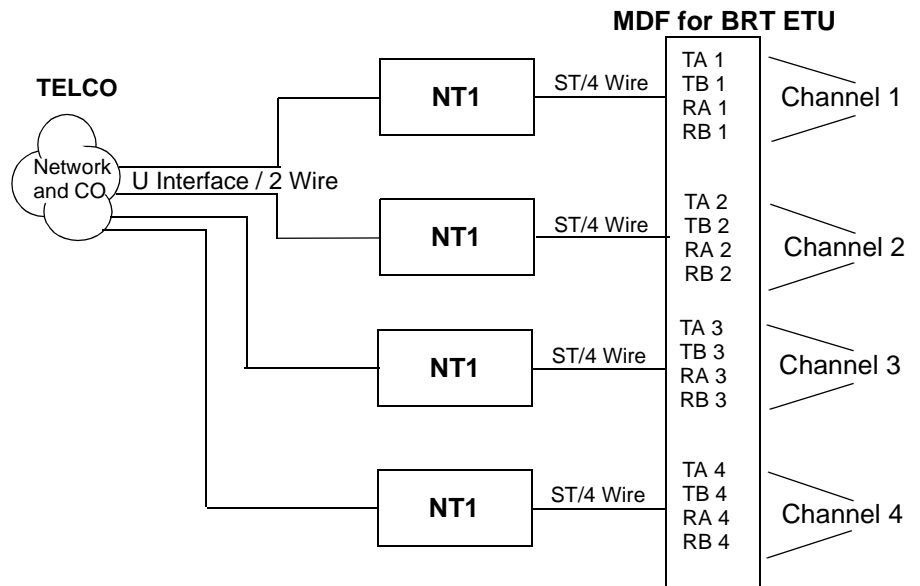 MDF for BRT ETU
TELCO
Network
and CO
U Interface / 2 Wire
NT1
ST/4 Wire
TA 1
TB 1
RA 1
RB 1
Channel 1
NT1
ST/4 Wire
TA 2
TB 2
RA 2
RB 2
Channel 2
NT1
ST/4 Wire
TA 3
TB 3
RA 3
RB 3
Channel 3
NT1
ST/4 Wire
TA 4
TB 4
RA 4
RB 4
Channel 4